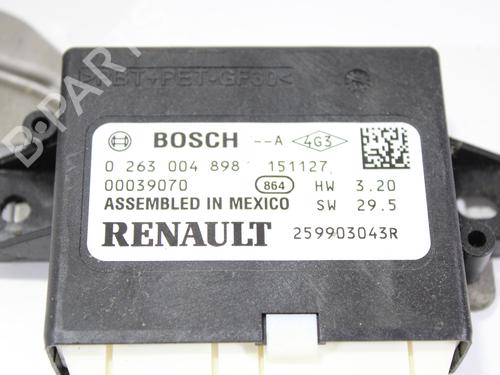 >PBT+PET-GF30<
B-PARTS
BOSCH --A 4G3
0 263 004 898 151127
00039070 864 HW 3.20
ASSEMBLED IN MEXICO SW 29.5
RENAULT 259903043R